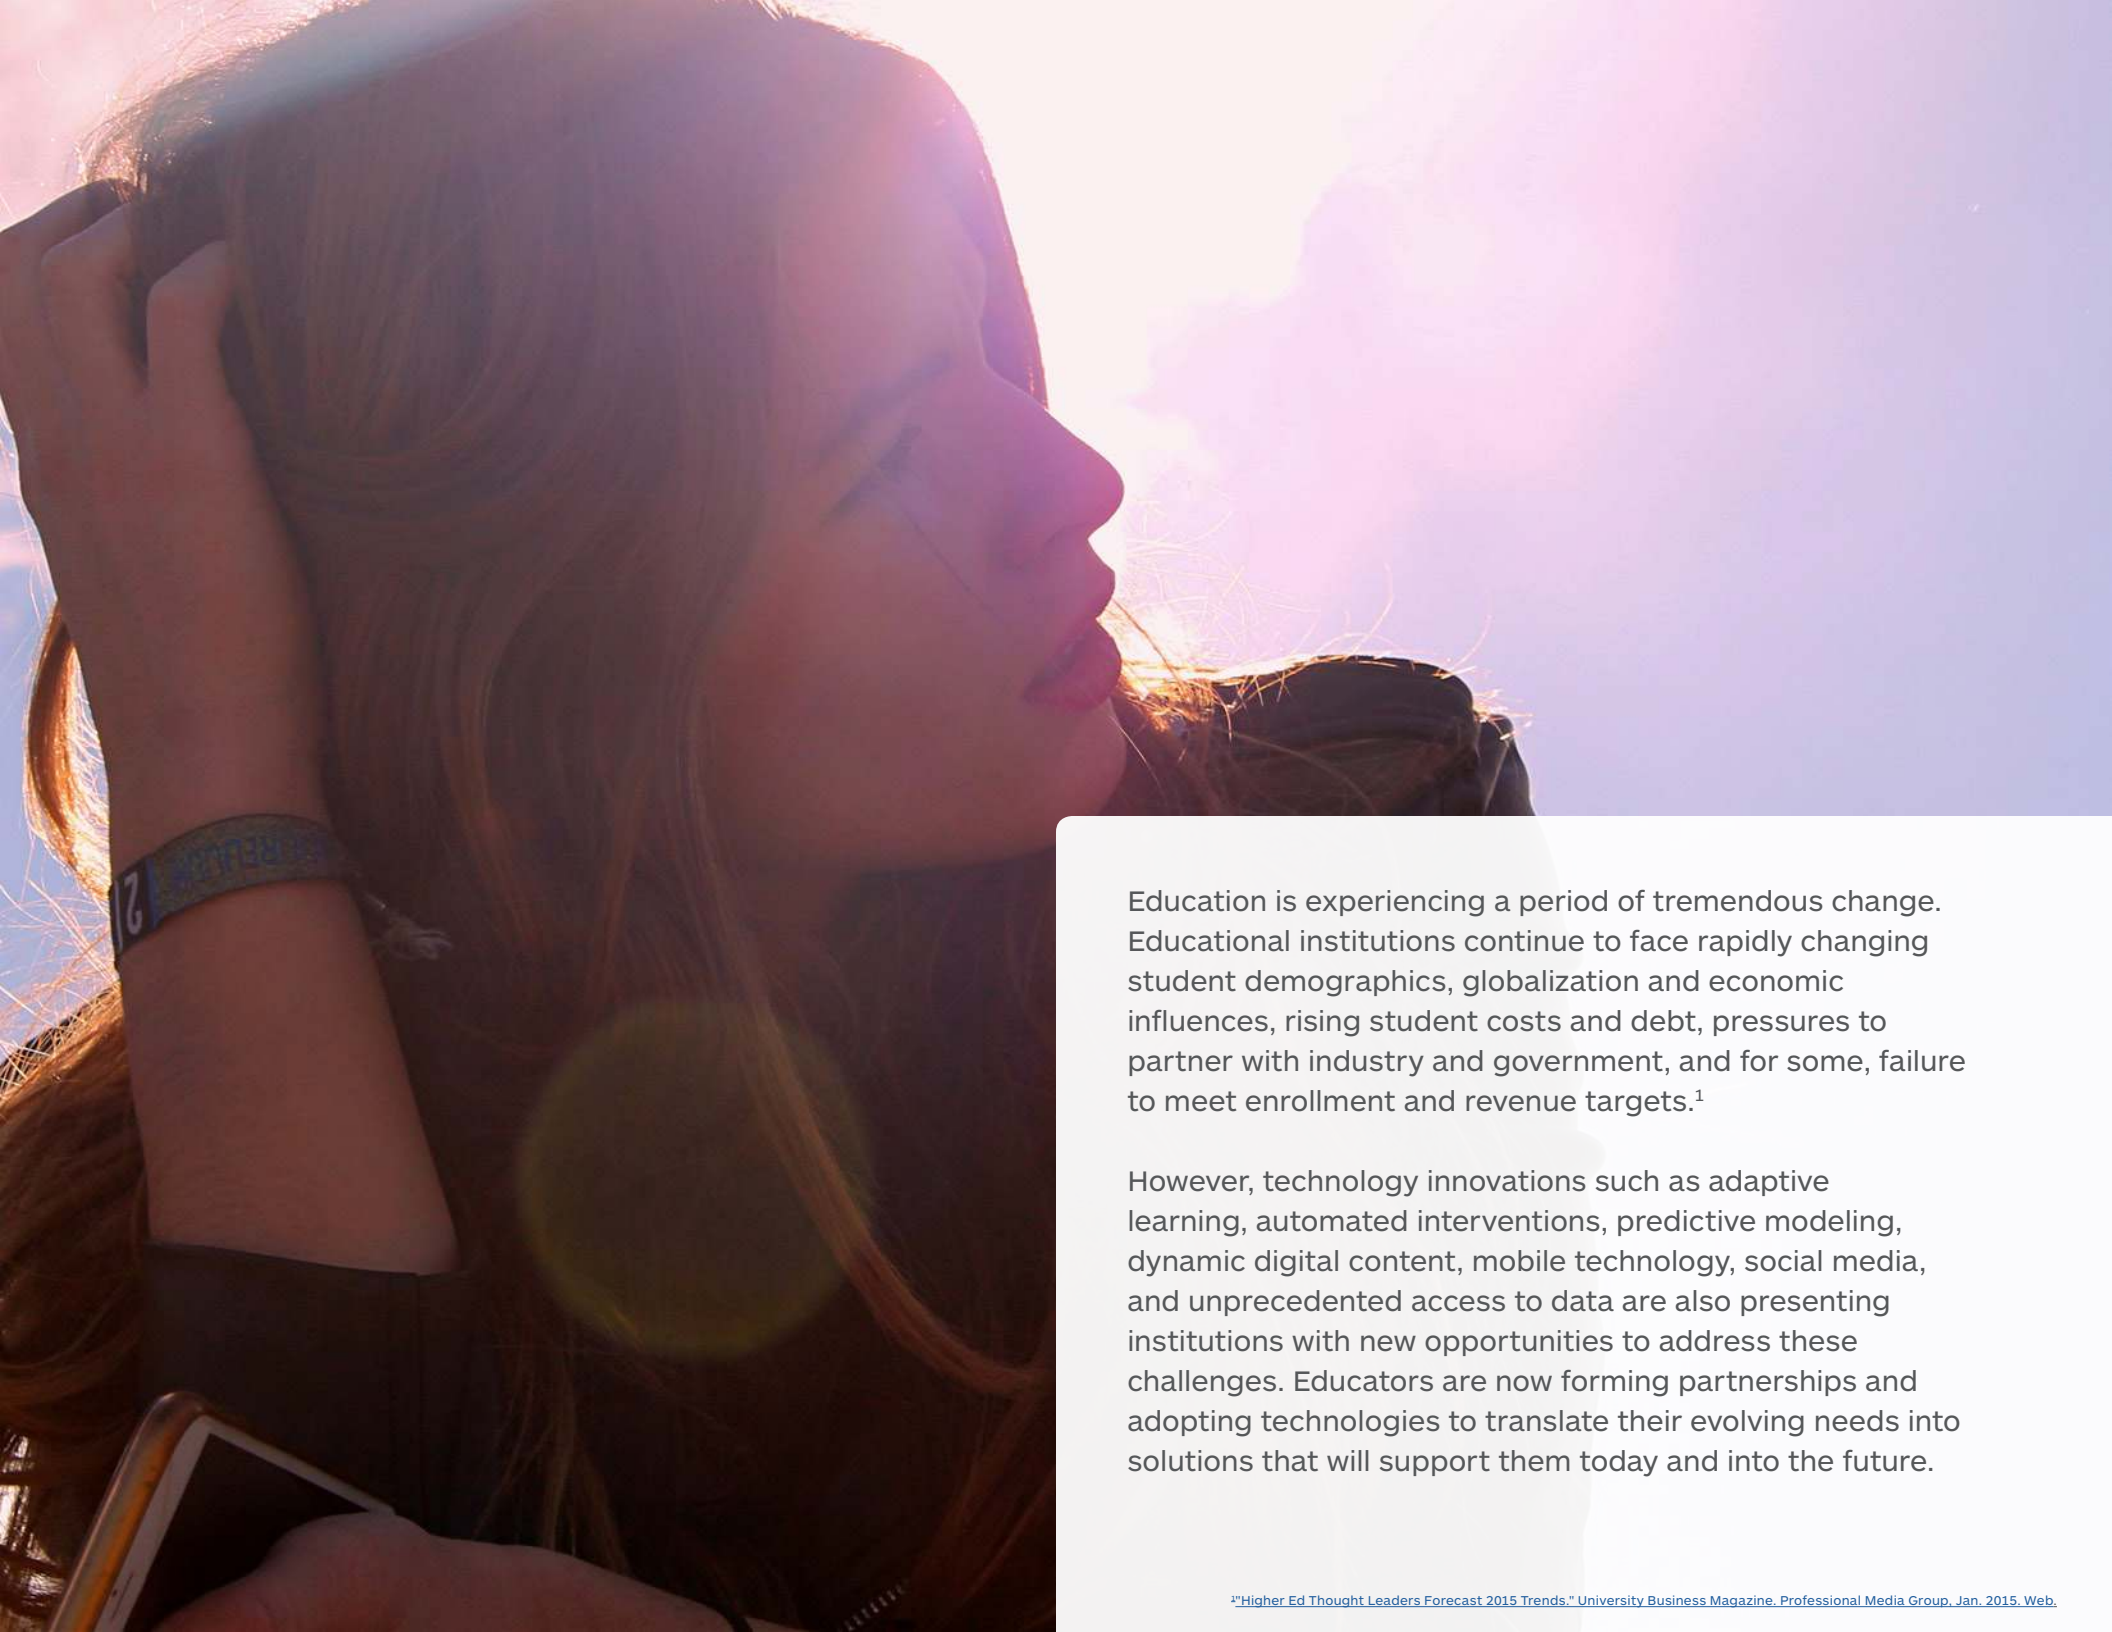 Education is experiencing a period of tremendous change.
Educational institutions continue to face rapidly changing
student demographics, globalization and economic
influences, rising student costs and debt, pressures to
partner with industry and government, and for some, failure
to meet enrollment and revenue targets.¹
However, technology innovations such as adaptive
learning, automated interventions, predictive modeling,
dynamic digital content, mobile technology, social media,
and unprecedented access to data are also presenting
institutions with new opportunities to address these
challenges. Educators are now forming partnerships and
adopting technologies to translate their evolving needs into
solutions that will support them today and into the future.
¹"Higher Ed Thought Leaders Forecast 2015 Trends." University Business Magazine. Professional Media Group, Jan. 2015. Web.